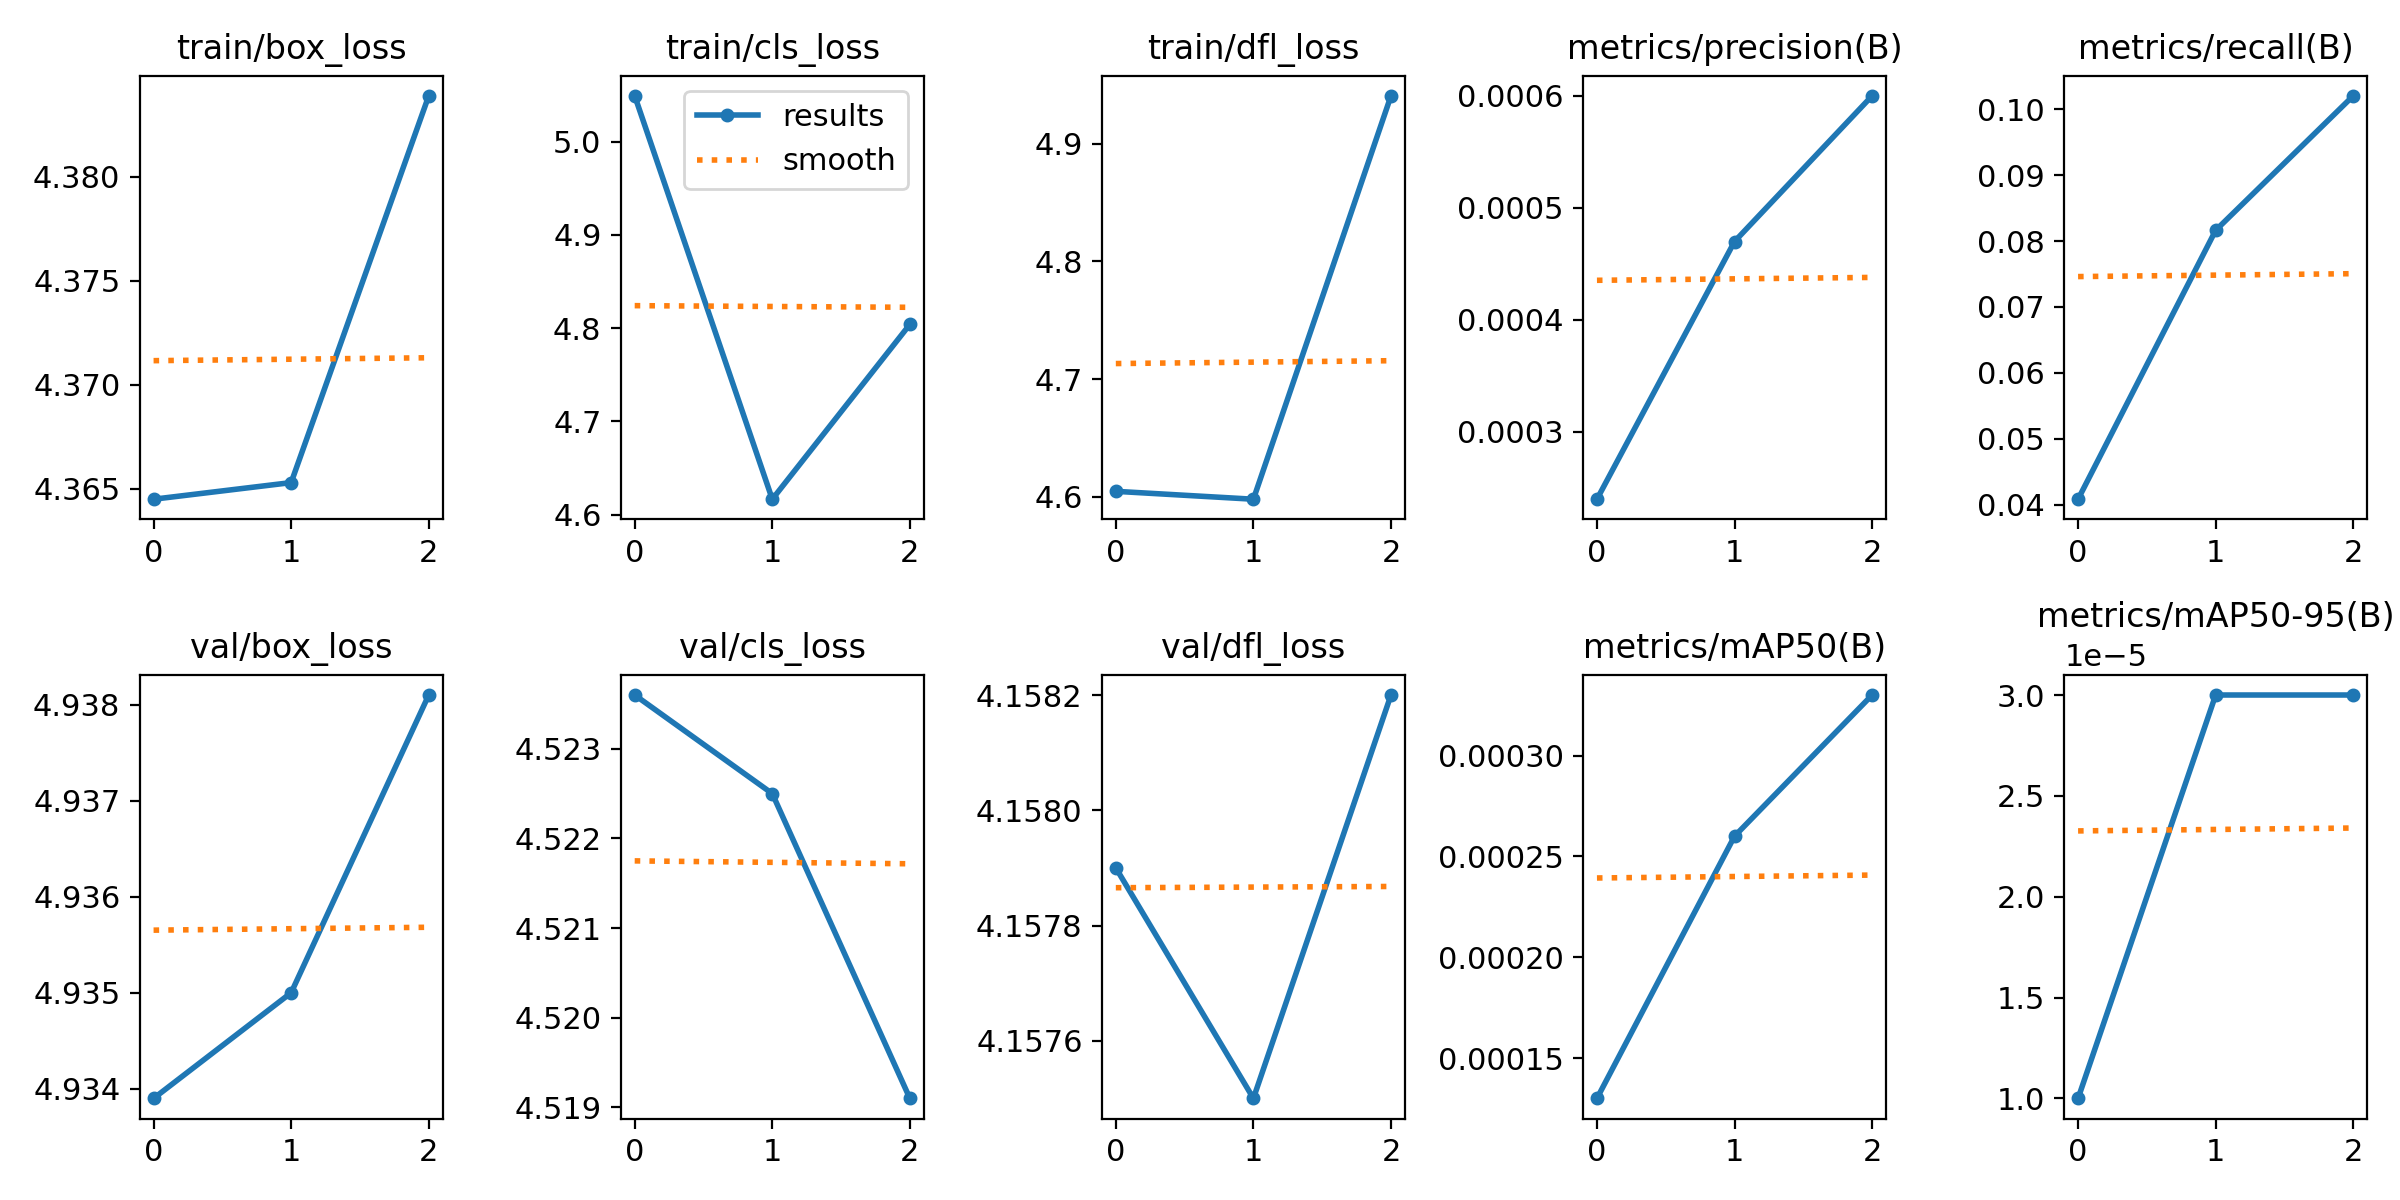 train/box_loss
4.380
4.375
4.370
4.365
0 1 2
train/cls_loss
results
smooth
5.0
4.9
4.8
4.7
4.6
0 1 2
train/dfl_loss
4.9
4.8
4.7
4.6
0 1 2
metrics/precision(B)
0.0006
0.0005
0.0004
0.0003
0 1 2
metrics/recall(B)
0.10
0.09
0.08
0.07
0.06
0.05
0.04
0 1 2
val/box_loss
4.938
4.937
4.936
4.935
4.934
0 1 2
val/cls_loss
4.523
4.522
4.521
4.520
4.519
0 1 2
val/dfl_loss
4.1582
4.1580
4.1578
4.1576
0 1 2
metrics/mAP50(B)
0.00030
0.00025
0.00020
0.00015
0 1 2
metrics/mAP50-95(B)
1e−5
3.0
2.5
2.0
1.5
1.0
0 1 2